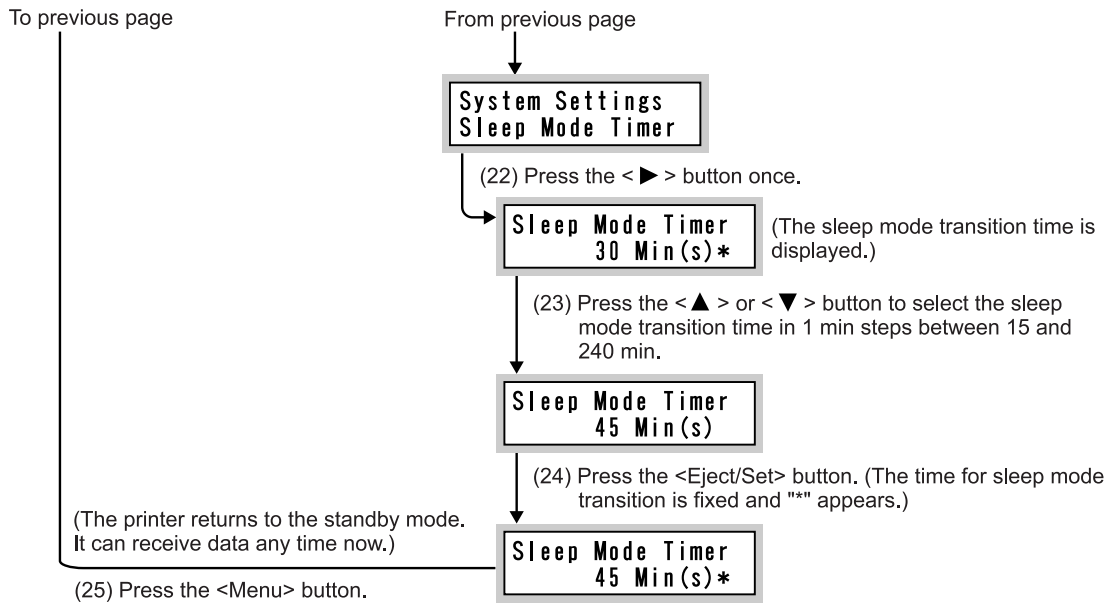 To previous page
From previous page
System Settings
Sleep Mode Timer
(22) Press the < ▶ > button once.
Sleep Mode Timer
30 Min(s)*
(The sleep mode transition time is
displayed.)
(23) Press the < ▲ > or < ▼ > button to select the sleep
mode transition time in 1 min steps between 15 and
240 min.
Sleep Mode Timer
45 Min(s)
(24) Press the <Eject/Set> button. (The time for sleep mode
transition is fixed and "*" appears.)
(The printer returns to the standby mode.
It can receive data any time now.)
Sleep Mode Timer
45 Min(s)*
(25) Press the <Menu> button.